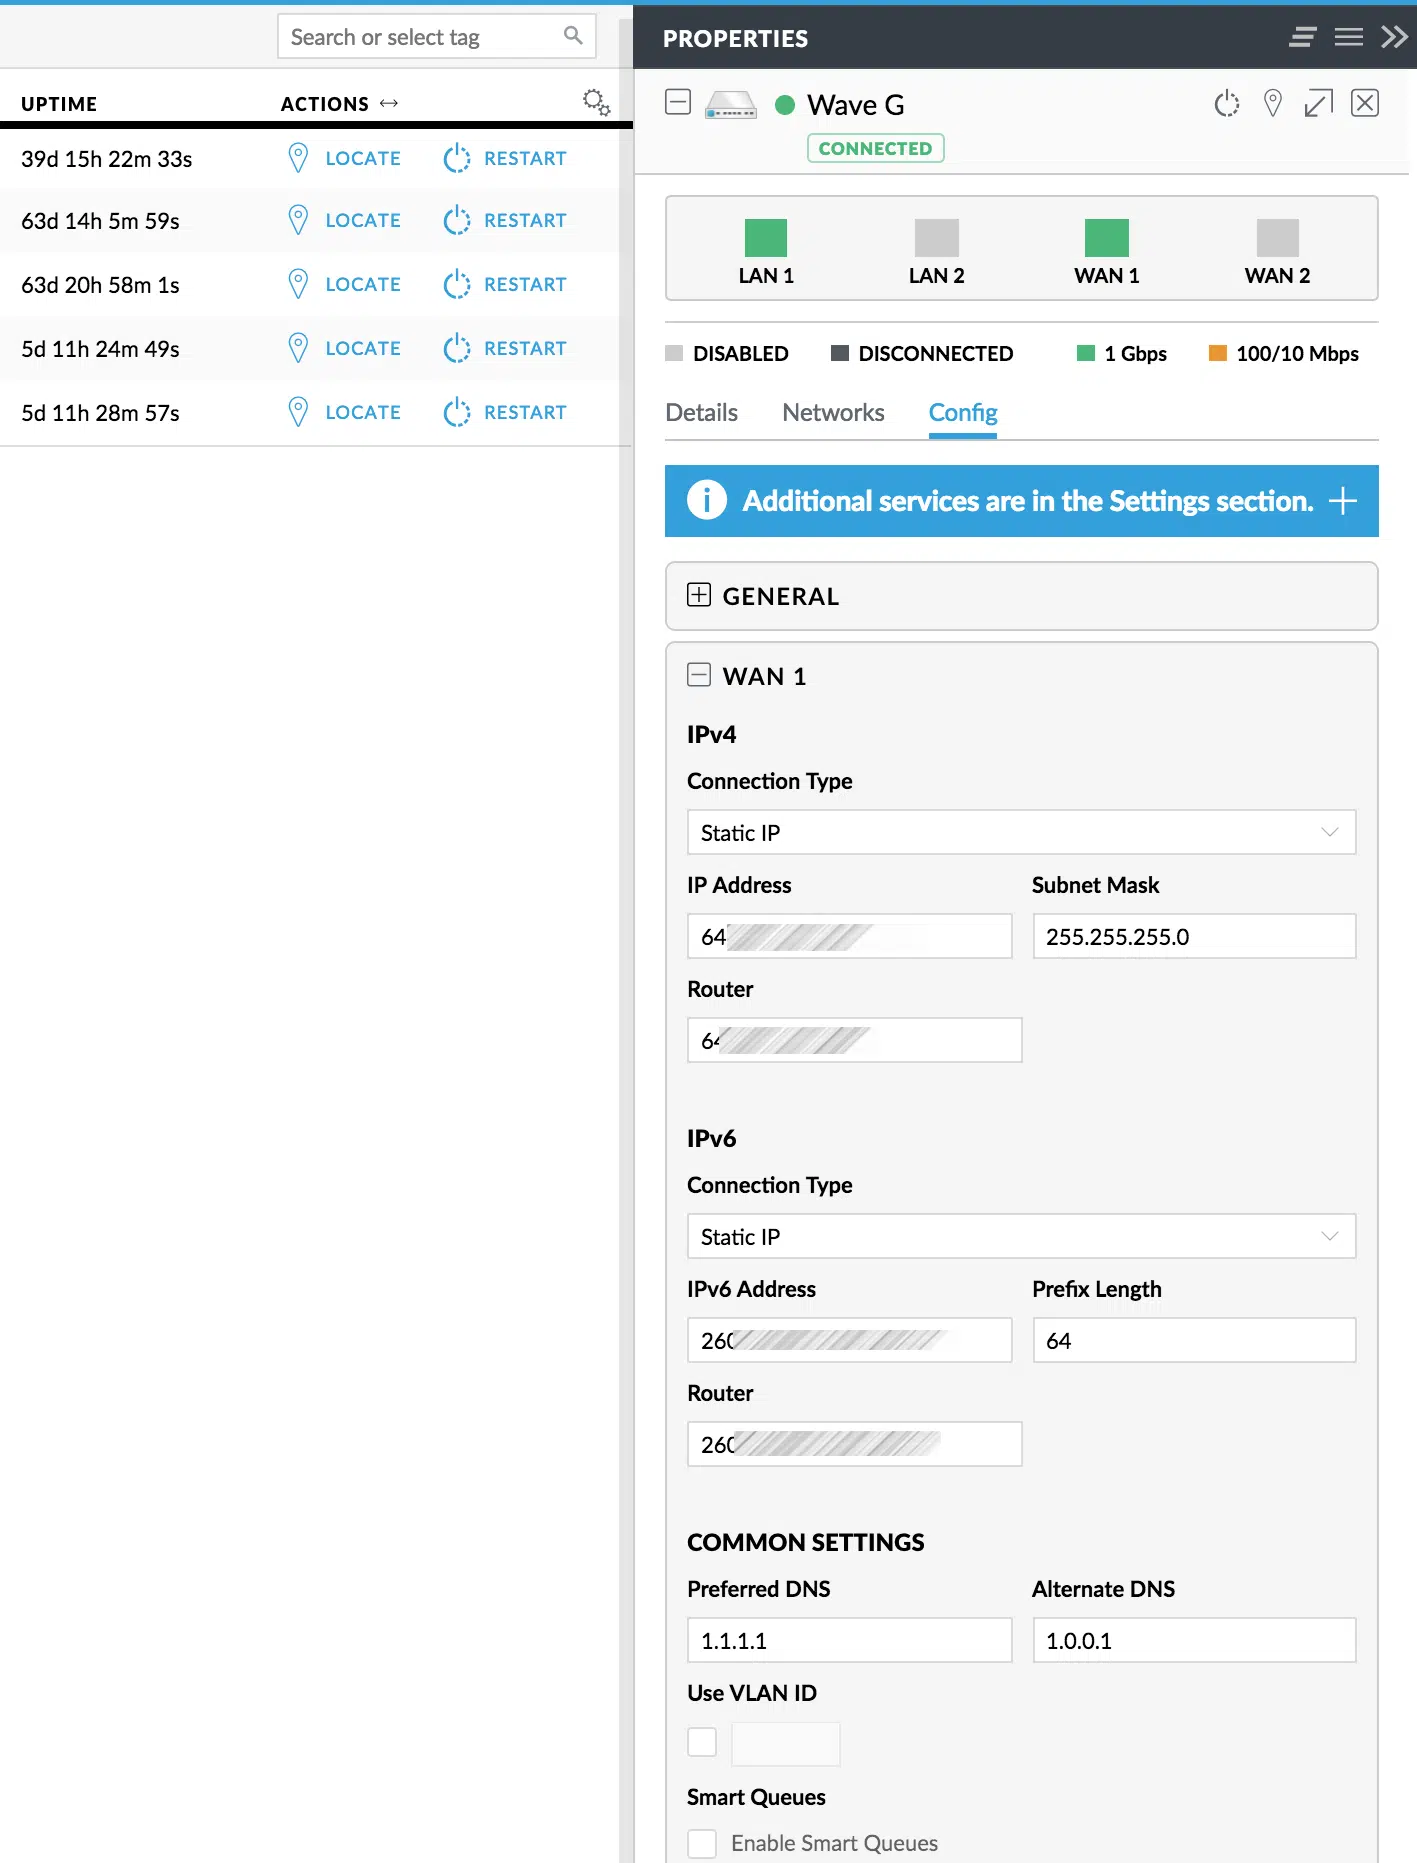 Search or select tag
UPTIME ACTIONS
39d 15h 22m 33s LOCATE RESTART
63d 14h 5m 59s LOCATE RESTART
63d 20h 58m 1s LOCATE RESTART
5d 11h 24m 49s LOCATE RESTART
5d 11h 28m 57s LOCATE RESTART
PROPERTIES
Wave G
CONNECTED
LAN 1 LAN 2 WAN 1 WAN 2
DISABLED DISCONNECTED 1 Gbps 100/10 Mbps
Details Networks Config
Additional services are in the Settings section.
GENERAL
WAN 1
IPv4
Connection Type
Static IP
IP Address Subnet Mask
64 255.255.255.0
Router
64
IPv6
Connection Type
Static IP
IPv6 Address Prefix Length
260 64
Router
260
COMMON SETTINGS
Preferred DNS Alternate DNS
1.1.1.1 1.0.0.1
Use VLAN ID
Smart Queues
Enable Smart Queues